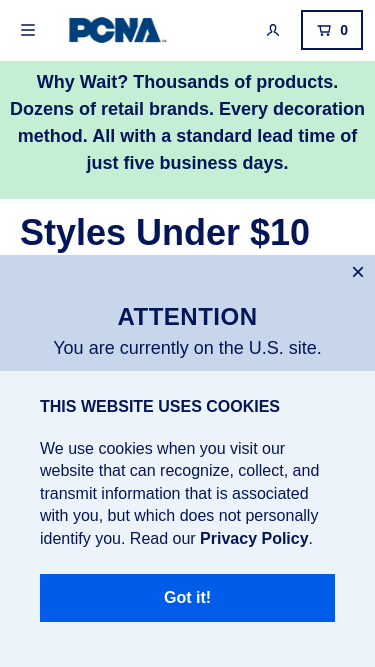 PCNA
0
Why Wait? Thousands of products.
Dozens of retail brands. Every decoration
method. All with a standard lead time of
just five business days.
Styles Under $10
ATTENTION
You are currently on the U.S. site.
THIS WEBSITE USES COOKIES
We use cookies when you visit our
website that can recognize, collect, and
transmit information that is associated
with you, but which does not personally
identify you. Read our Privacy Policy.
Got it!